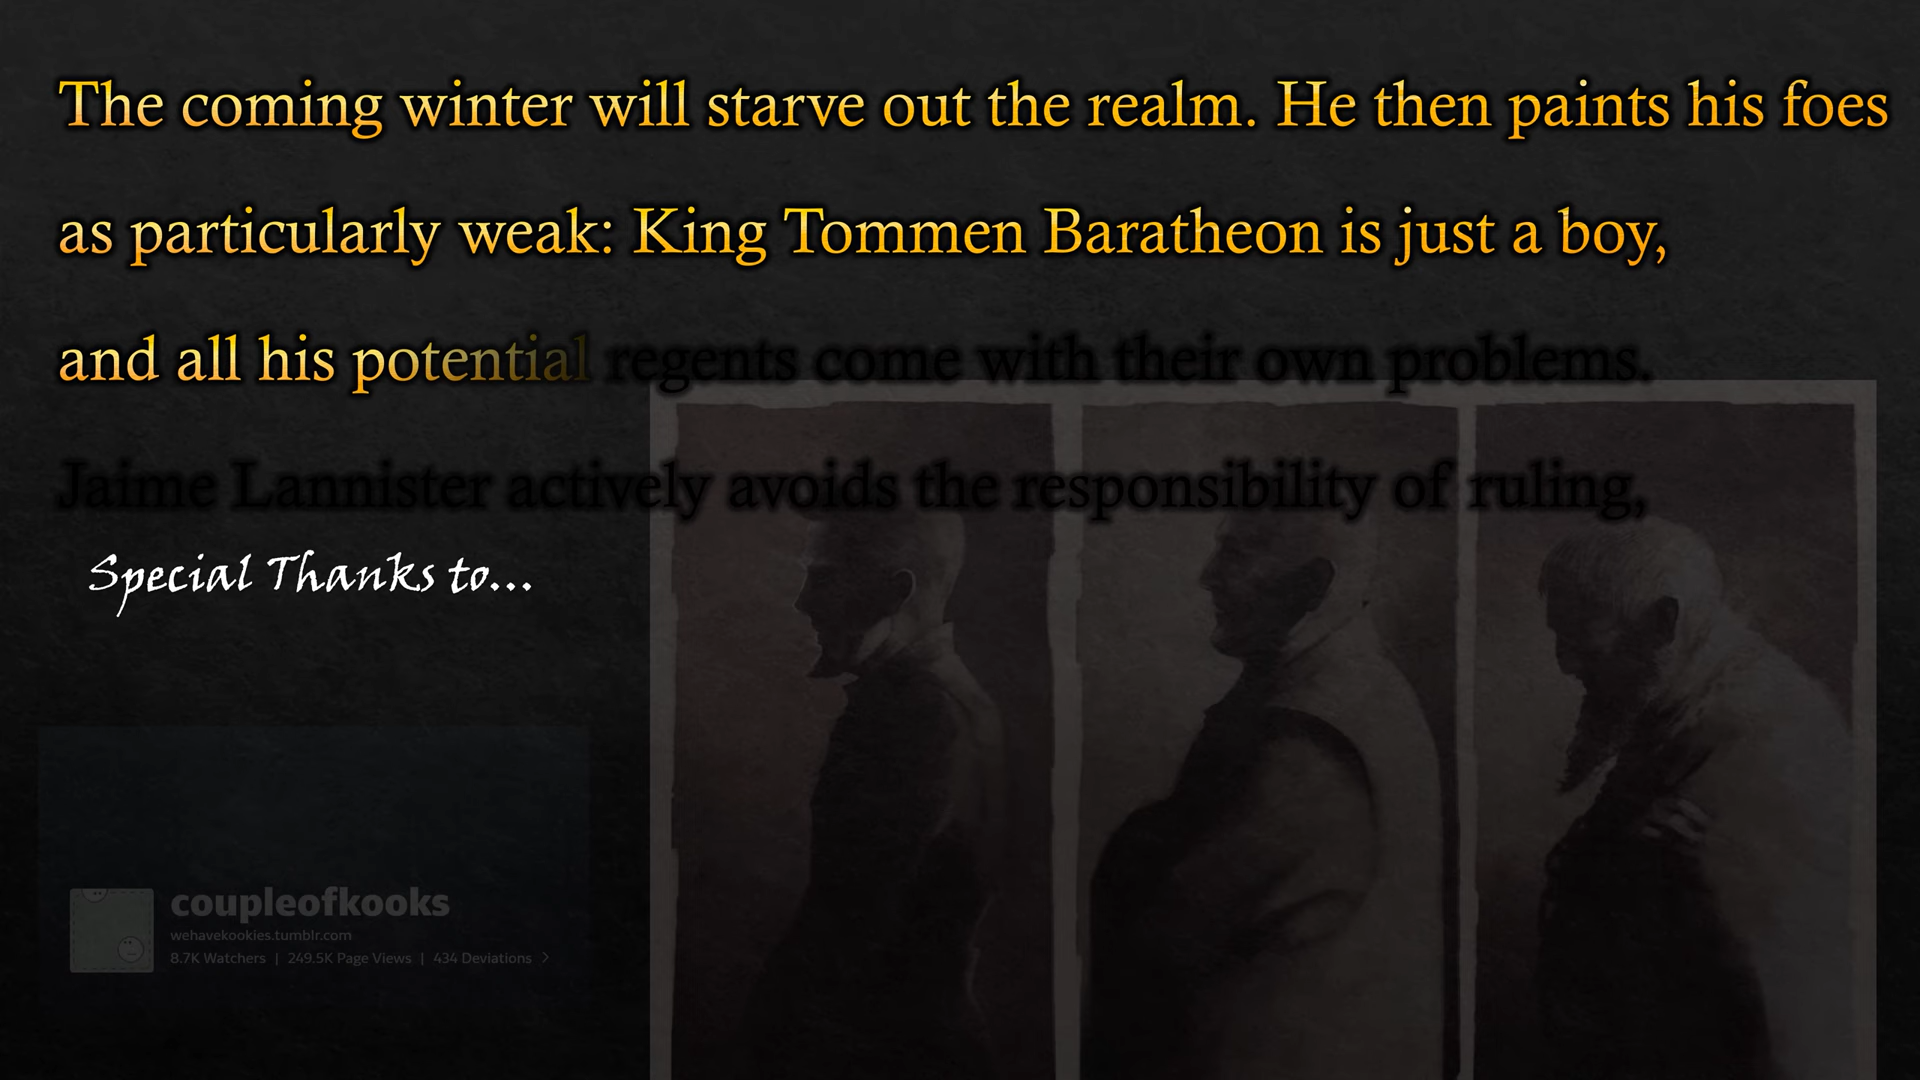 The coming winter will starve out the realm. He then paints his foes
as particularly weak: King Tommen Baratheon is just a boy,
and all his potential regents come with their own problems.
Jaime Lannister actively avoids the responsibility of ruling,
Special Thanks to...
coupleofkooks
wehavekookies.tumblr.com
8.7K Watchers | 249.5K Page Views | 434 Deviations >